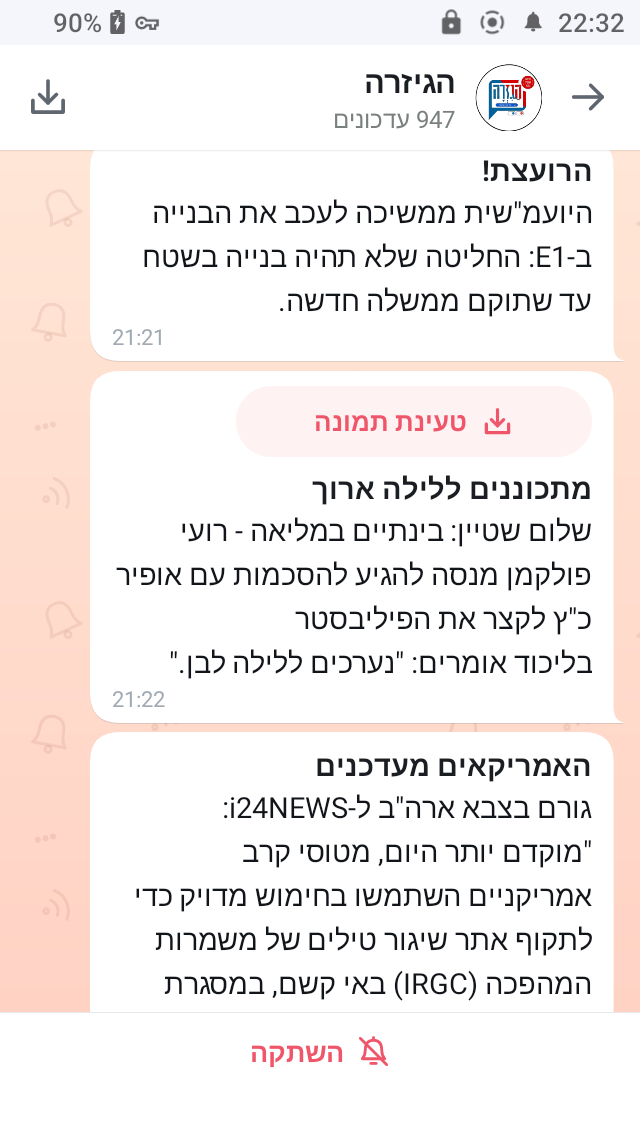 90%
22:32
הגיזרה
947 עדכונים
הרועצת!
היועמ"שית ממשיכה לעכב את הבנייה
ב-E1: החליטה שלא תהיה בנייה בשטח
עד שתוקם ממשלה חדשה.
21:21
טעינת תמונה
מתכוננים ללילה ארוך
שלום שטיין: בינתיים במליאה - רועי
פולקמן מנסה להגיע להסכמות עם אופיר
כ"ץ לקצר את הפיליבסטר
בליכוד אומרים: "נערכים ללילה לבן."
21:22
האמריקאים מעדכנים
גורם בצבא ארה"ב ל-i24NEWS:
"מוקדם יותר היום, מטוסי קרב
אמריקניים השתמשו בחימוש מדויק כדי
לתקוף אתר שיגור טילים של משמרות
המהפכה (IRGC) באי קשם, במסגרת
השתקה